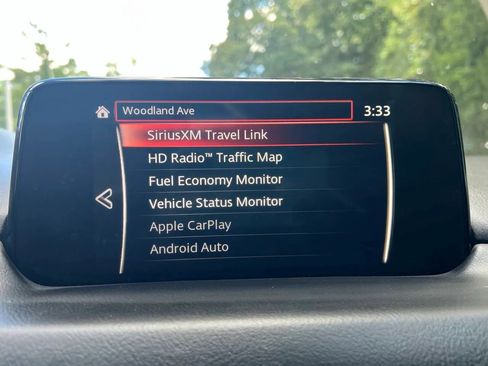 Woodland Ave 3:33
SiriusXM Travel Link
HD Radio™ Traffic Map
Fuel Economy Monitor
Vehicle Status Monitor
Apple CarPlay
Android Auto